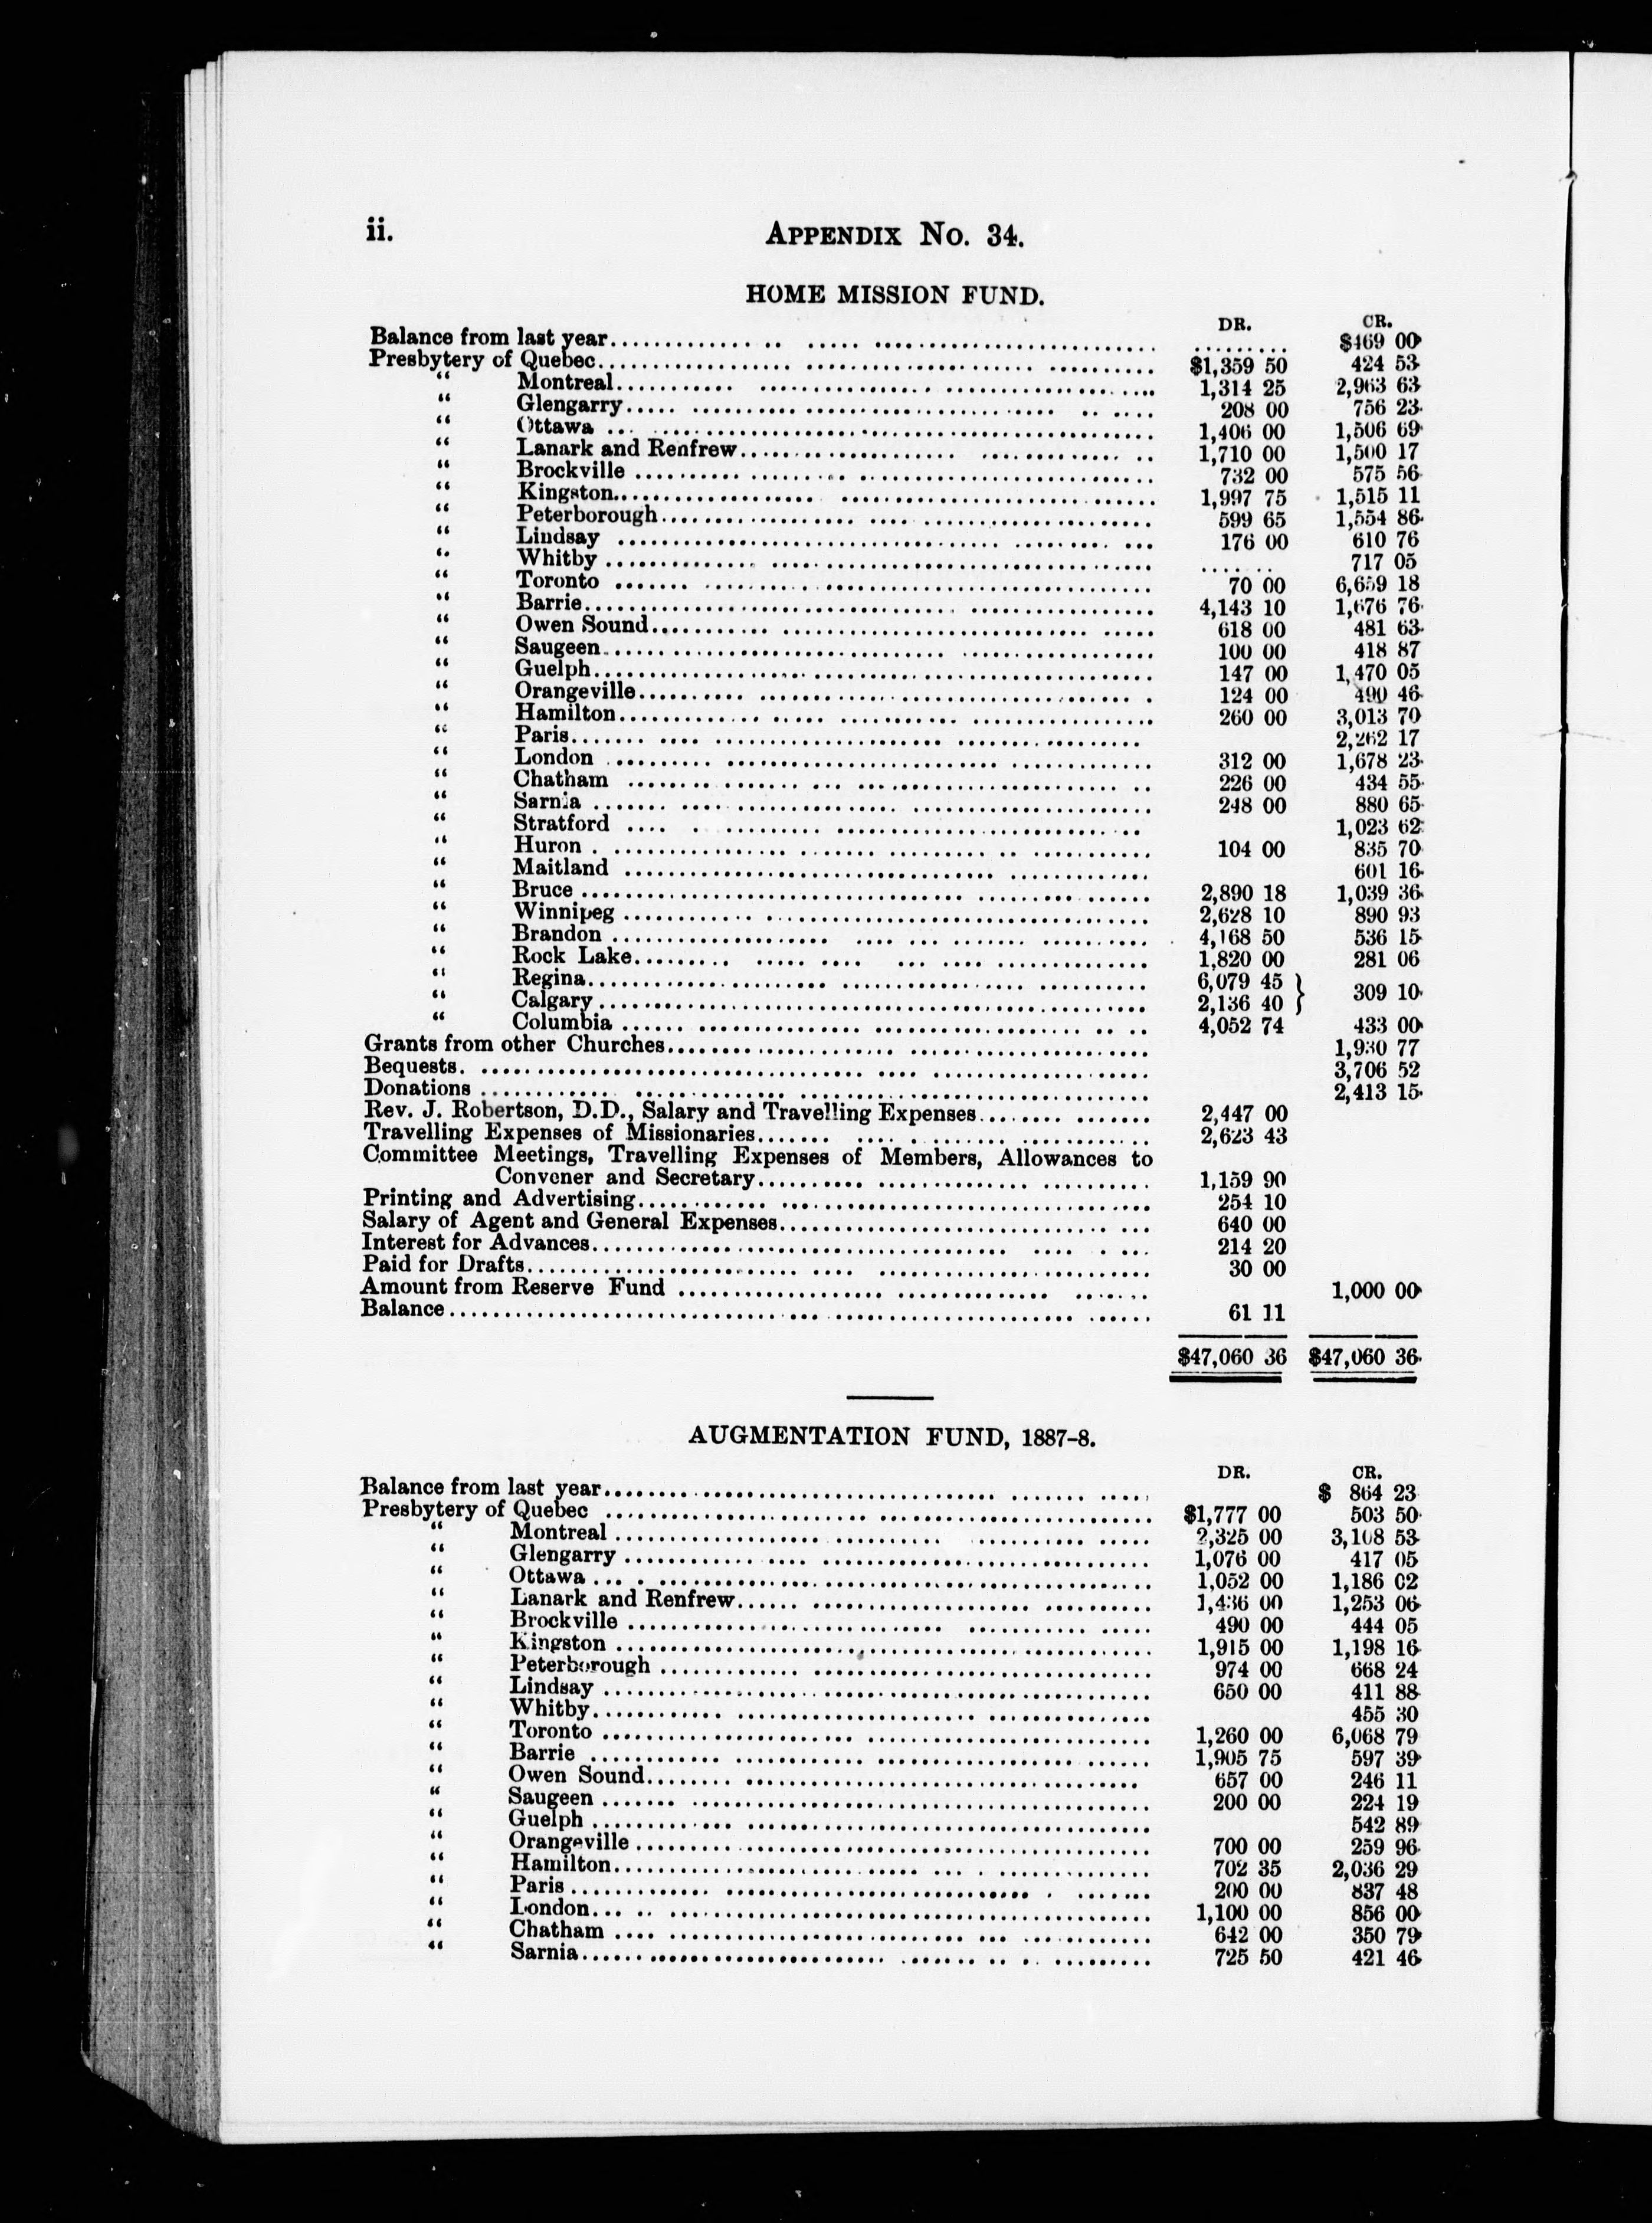 ii. APPENDIX No. 34.
HOME MISSION FUND.
DR. CR.
Balance from last year $469 00
Presbytery of Quebec $1,359 50 424 53
“ Montreal 1,314 25 2,963 63
“ Glengarry 208 00 756 23
“ Ottawa 1,406 00 1,506 69
“ Lanark and Renfrew 1,710 00 1,500 17
“ Brockville 732 00 575 56
“ Kingston 1,997 75 1,515 11
“ Peterborough 599 65 1,554 86
“ Lindsay 176 00 610 76
“ Whitby 717 05
“ Toronto 70 00 6,659 18
“ Barrie 4,143 10 1,676 76
“ Owen Sound 618 00 481 63
“ Saugeen 100 00 418 87
“ Guelph 147 00 1,470 05
“ Orangeville 124 00 490 46
“ Hamilton 260 00 3,013 70
“ Paris 2,262 17
“ London 312 00 1,678 23
“ Chatham 226 00 434 55
“ Sarnia 248 00 880 65
“ Stratford 1,023 62
“ Huron 104 00 835 70
“ Maitland 601 16
“ Bruce 2,890 18 1,039 36
“ Winnipeg 2,628 10 890 93
“ Brandon 4,168 50 536 15
“ Rock Lake 1,820 00 281 06
“ Regina 6,079 45 } 309 10
“ Calgary 2,136 40
“ Columbia 4,052 74 433 00
Grants from other Churches 1,930 77
Bequests 3,706 52
Donations 2,413 15
Rev. J. Robertson, D.D., Salary and Travelling Expenses 2,447 00
Travelling Expenses of Missionaries 2,623 43
Committee Meetings, Travelling Expenses of Members, Allowances to
Convener and Secretary 1,159 90
Printing and Advertising 254 10
Salary of Agent and General Expenses 640 00
Interest for Advances 214 20
Paid for Drafts 30 00
Amount from Reserve Fund 1,000 00
Balance 61 11
$47,060 36 $47,060 36
AUGMENTATION FUND, 1887-8.
DR. CR.
Balance from last year $ 864 23
Presbytery of Quebec $1,777 00 503 50
“ Montreal 2,325 00 3,108 53
“ Glengarry 1,076 00 417 05
“ Ottawa 1,052 00 1,186 02
“ Lanark and Renfrew 1,436 00 1,253 06
“ Brockville 490 00 444 05
“ Kingston 1,915 00 1,198 16
“ Peterborough 974 00 668 24
“ Lindsay 650 00 411 88
“ Whitby 455 30
“ Toronto 1,260 00 6,068 79
“ Barrie 1,905 75 597 39
“ Owen Sound 657 00 246 11
“ Saugeen 200 00 224 19
“ Guelph 542 89
“ Orangeville 700 00 259 96
“ Hamilton 702 35 2,036 29
“ Paris 200 00 837 48
“ London 1,100 00 856 00
“ Chatham 642 00 350 79
“ Sarnia 725 50 421 46